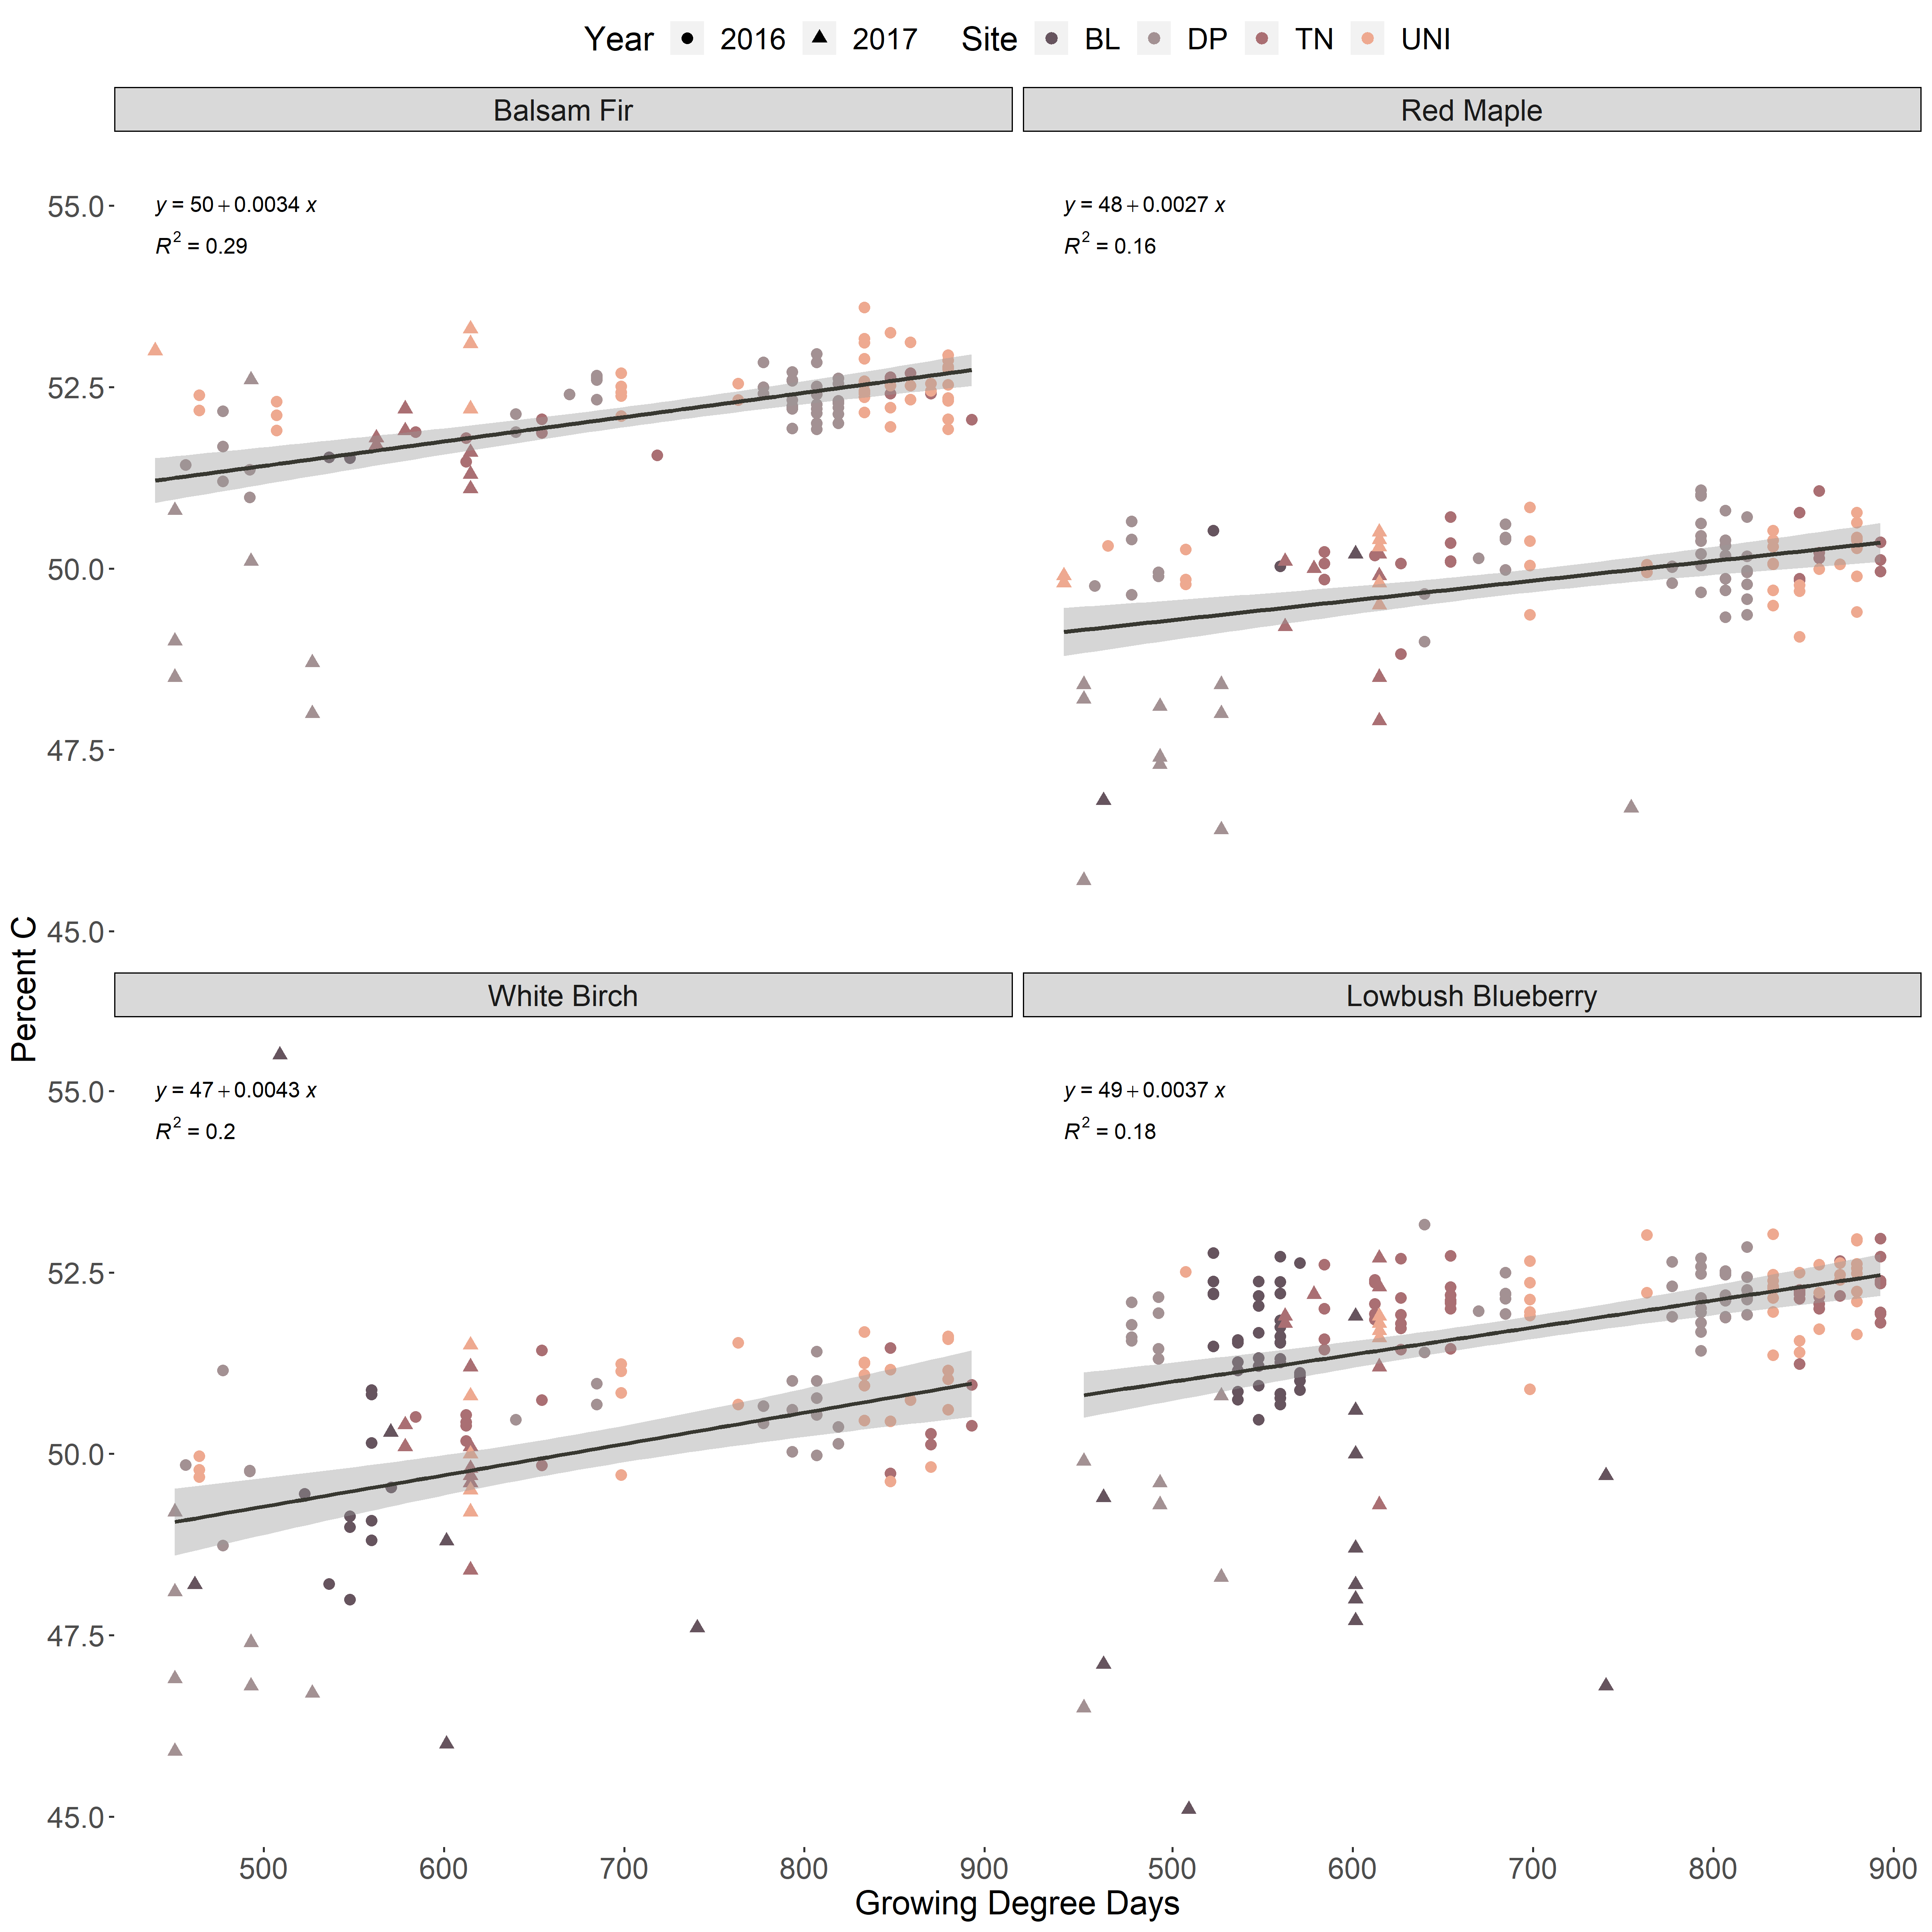 Year 2016 2017 Site BL DP TN UNI
Balsam Fir
Red Maple
y = 50 + 0.0034 x
R² = 0.29
y = 48 + 0.0027 x
R² = 0.16
55.0
52.5
50.0
47.5
45.0
Percent C
White Birch
Lowbush Blueberry
y = 47 + 0.0043 x
R² = 0.2
y = 49 + 0.0037 x
R² = 0.18
55.0
52.5
50.0
47.5
45.0
500 600 700 800 900
500 600 700 800 900
Growing Degree Days